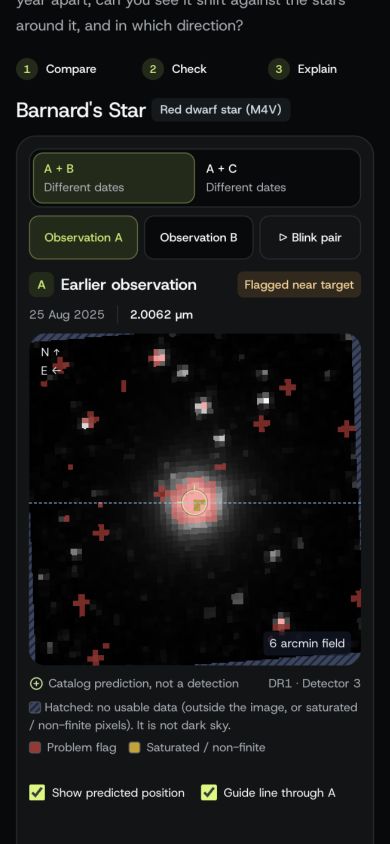 year apart, can you see it shift against the stars
around it, and in which direction?
1 Compare 2 Check 3 Explain
Barnard's Star Red dwarf star (M4V)
A + B A + C
Different dates Different dates
Observation A Observation B ▷ Blink pair
A Earlier observation Flagged near target
25 Aug 2025 2.0062 µm
N ↑
E ←
6 arcmin field
Catalog prediction, not a detection DR1 · Detector 3
Hatched: no usable data (outside the image, or saturated
/ non-finite pixels). It is not dark sky.
Problem flag Saturated / non-finite
Show predicted position Guide line through A